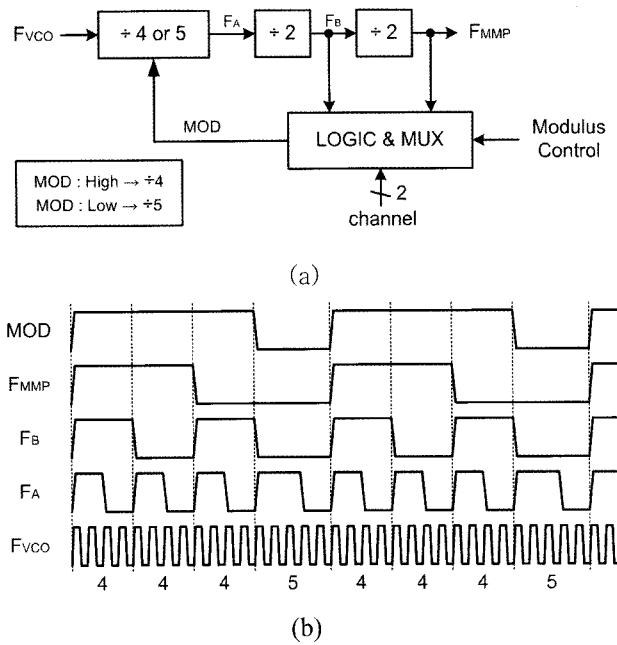 FVCO
÷ 4 or 5
FA
÷ 2
FB
÷ 2
FMMP
MOD
LOGIC & MUX
Modulus
Control
MOD : High → ÷4
MOD : Low → ÷5
2
channel
(a)
MOD
FMMP
FB
FA
FVCO
4 4 4 5 4 4 4 5
(b)